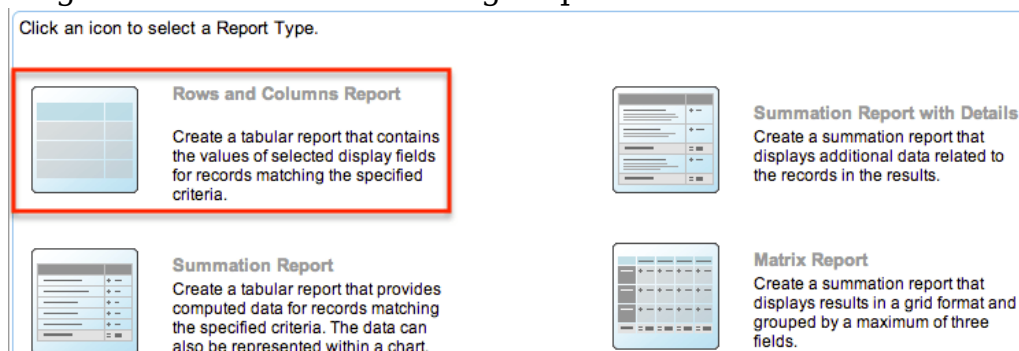 Click an icon to select a Report Type.
Rows and Columns Report
Create a tabular report that contains
the values of selected display fields
for records matching the specified
criteria.
Summation Report with Details
Create a summation report that
displays additional data related to
the records in the results.
Summation Report
Create a tabular report that provides
computed data for records matching
the specified criteria. The data can
also be represented within a chart.
Matrix Report
Create a summation report that
displays results in a grid format and
grouped by a maximum of three
fields.